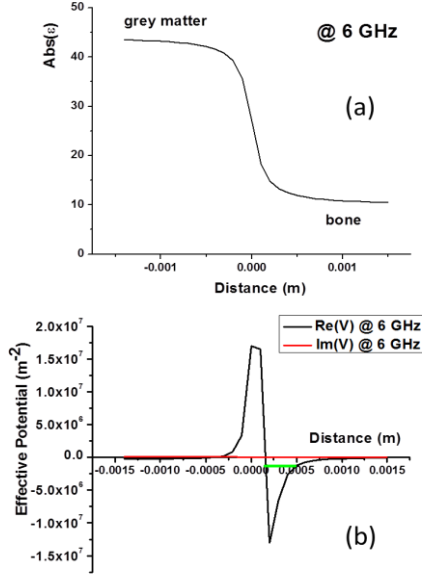 grey matter
@ 6 GHz
Abs(ε)
50
40
30
20
10
0
(a)
bone
-0.001
0.000
0.001
Distance (m)
Re(V) @ 6 GHz
Im(V) @ 6 GHz
Effective Potential (m⁻²)
2.0x10⁷
1.5x10⁷
1.0x10⁷
5.0x10⁶
0.0
-5.0x10⁶
-1.0x10⁷
-1.5x10⁷
Distance (m)
-0.0015 -0.0010 -0.0005 0.0000 0.0005 0.0010 0.0015
(b)